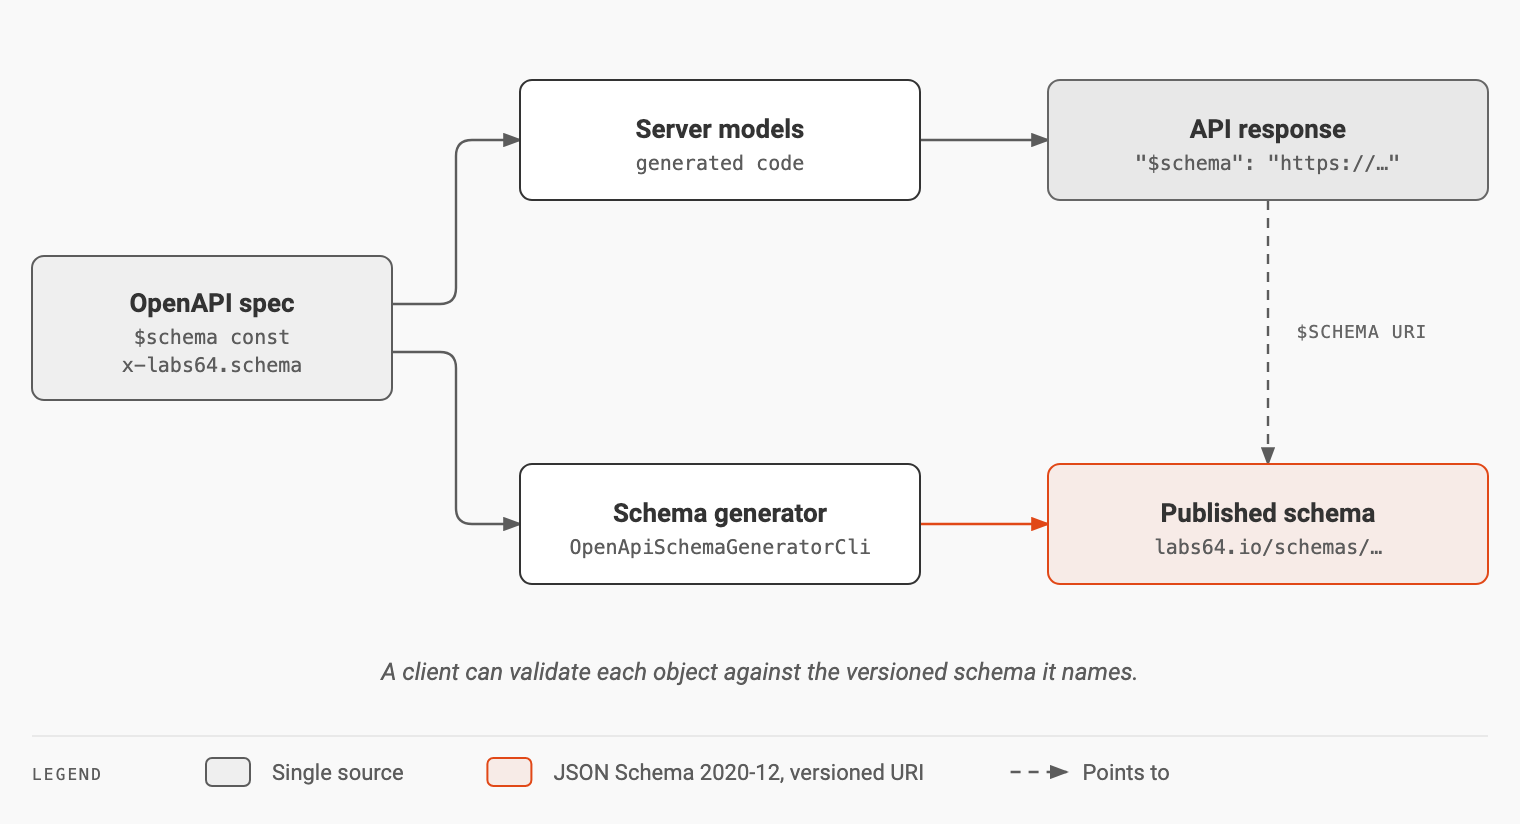 Server models
generated code
API response
"$schema": "https://…"
OpenAPI spec
$schema const
x-labs64.schema
$SCHEMA URI
Schema generator
OpenApiSchemaGeneratorCli
Published schema
labs64.io/schemas/…
A client can validate each object against the versioned schema it names.
LEGEND
Single source
JSON Schema 2020-12, versioned URI
Points to